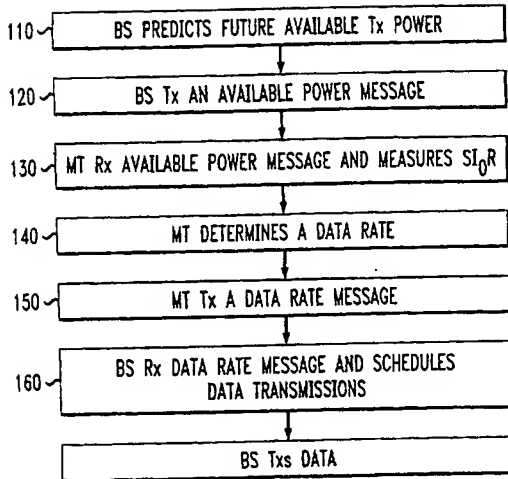 110 BS PREDICTS FUTURE AVAILABLE Tx POWER
120 BS Tx AN AVAILABLE POWER MESSAGE
130 MT Rx AVAILABLE POWER MESSAGE AND MEASURES SI₀R
140 MT DETERMINES A DATA RATE
150 MT Tx A DATA RATE MESSAGE
160 BS Rx DATA RATE MESSAGE AND SCHEDULES
DATA TRANSMISSIONS
BS Txs DATA